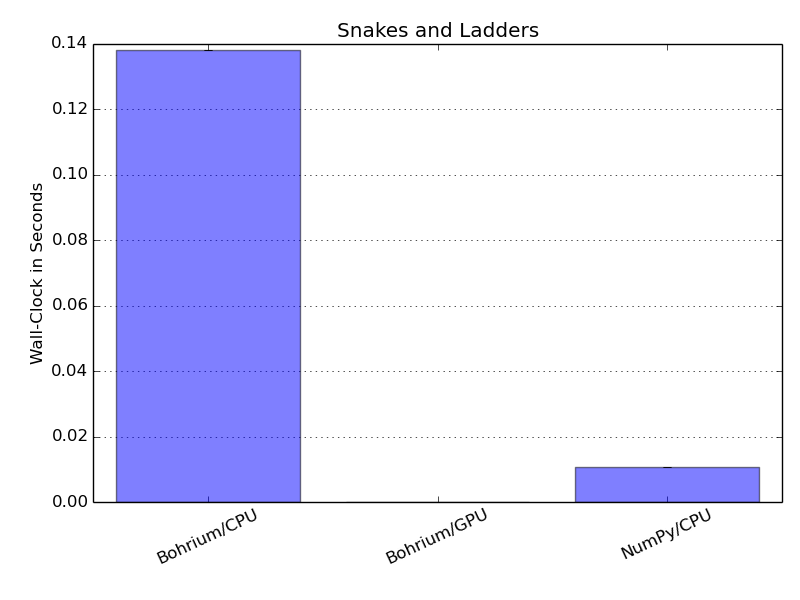 Snakes and Ladders
Wall-Clock in Seconds
0.14
0.12
0.10
0.08
0.06
0.04
0.02
0.00
Bohrium/CPU
Bohrium/GPU
NumPy/CPU